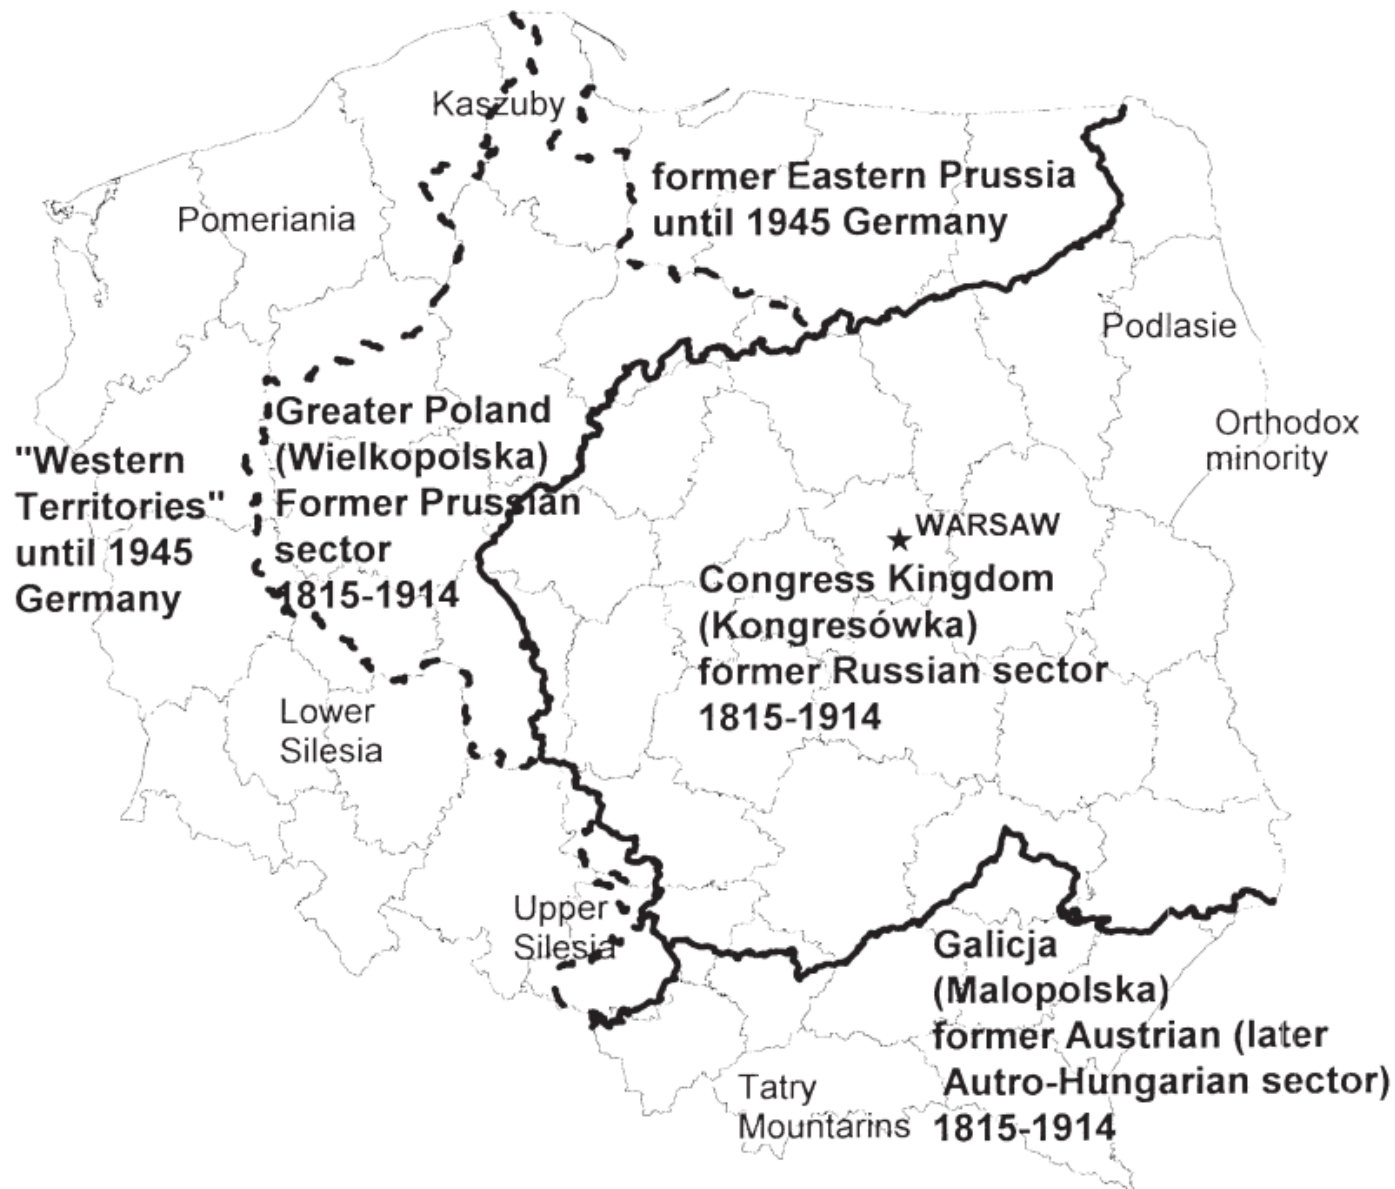 Kaszuby
former Eastern Prussia
until 1945 Germany
Pomeriania
Podlasie
Orthodox
minority
"Western
Territories"
until 1945
Germany
Greater Poland
(Wielkopolska)
Former Prussian
sector
1815-1914
WARSAW
Congress Kingdom
(Kongresówka)
former Russian sector
1815-1914
Lower
Silesia
Upper
Silesia
Galicja
(Malopolska)
former Austrian (later
Autro-Hungarian sector)
1815-1914
Tatry
Mountarins